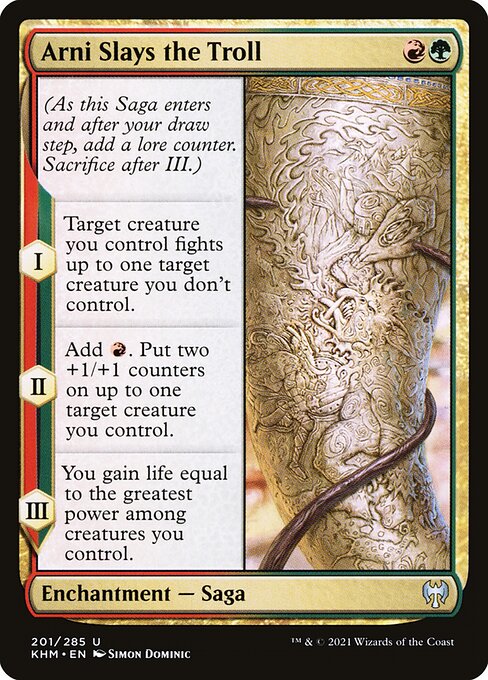 Arni Slays the Troll
(As this Saga enters
and after your draw
step, add a lore counter.
Sacrifice after III.)
I
Target creature
you control fights
up to one target
creature you don't
control.
II
Add . Put two
+1/+1 counters
on up to one
target creature
you control.
III
You gain life equal
to the greatest
power among
creatures you
control.
Enchantment — Saga
201/285 U
KHM • EN Simon Dominic
™ & © 2021 Wizards of the Coast